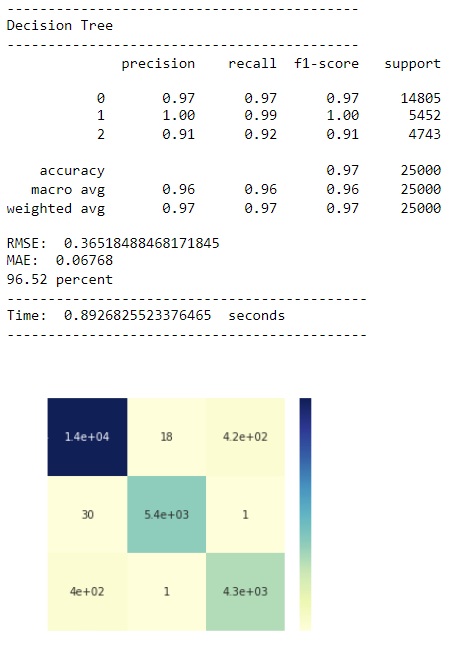 -------------------------------------------
Decision Tree
-------------------------------------------
precision recall f1-score support
0 0.97 0.97 0.97 14805
1 1.00 0.99 1.00 5452
2 0.91 0.92 0.91 4743
accuracy 0.97 25000
macro avg 0.96 0.96 0.96 25000
weighted avg 0.97 0.97 0.97 25000
RMSE: 0.36518488468171845
MAE: 0.06768
96.52 percent
--------------------------------------------
Time: 0.8926825523376465 seconds
--------------------------------------------
1.4e+04 18 4.2e+02
30 5.4e+03 1
4e+02 1 4.3e+03